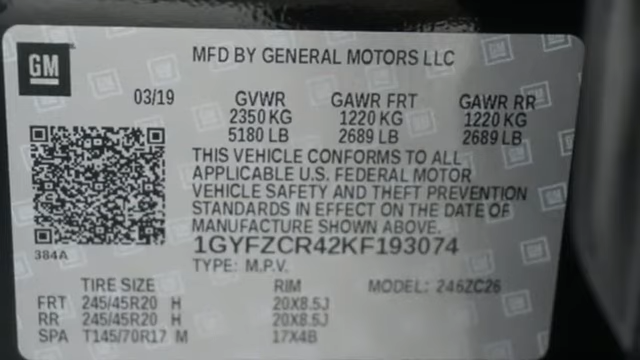 GM
MFD BY GENERAL MOTORS LLC
03/19 GVWR GAWR FRT GAWR RR
2350 KG 1220 KG 1220 KG
5180 LB 2689 LB 2689 LB
THIS VEHICLE CONFORMS TO ALL
APPLICABLE U.S. FEDERAL MOTOR
VEHICLE SAFETY AND THEFT PREVENTION
STANDARDS IN EFFECT ON THE DATE OF
MANUFACTURE SHOWN ABOVE.
384A 1GYFZCR42KF193074
TYPE: M.P.V. MODEL: 246ZC26
TIRE SIZE RIM
FRT 245/45R20 H 20X8.5J
RR 245/45R20 H 20X8.5J
SPA T145/70R17 M 17X4B